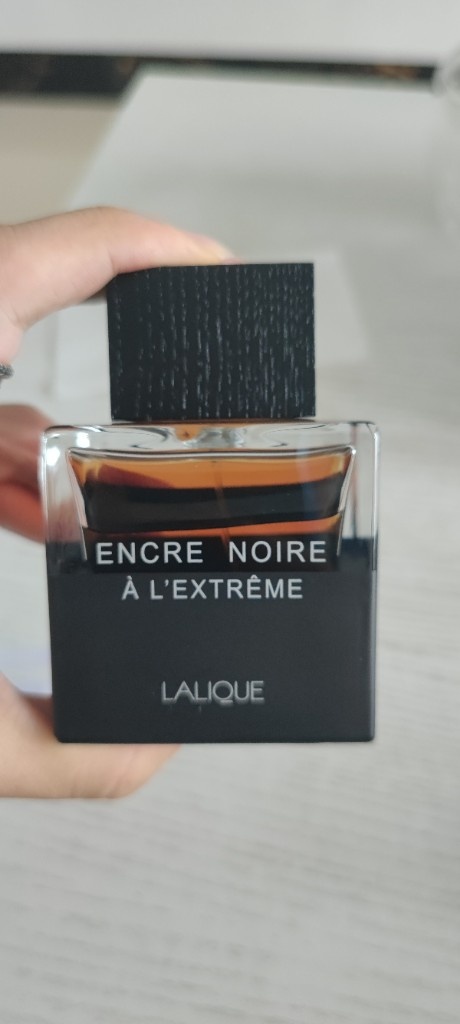 ENCRE NOIRE
À L'EXTRÊME
LALIQUE